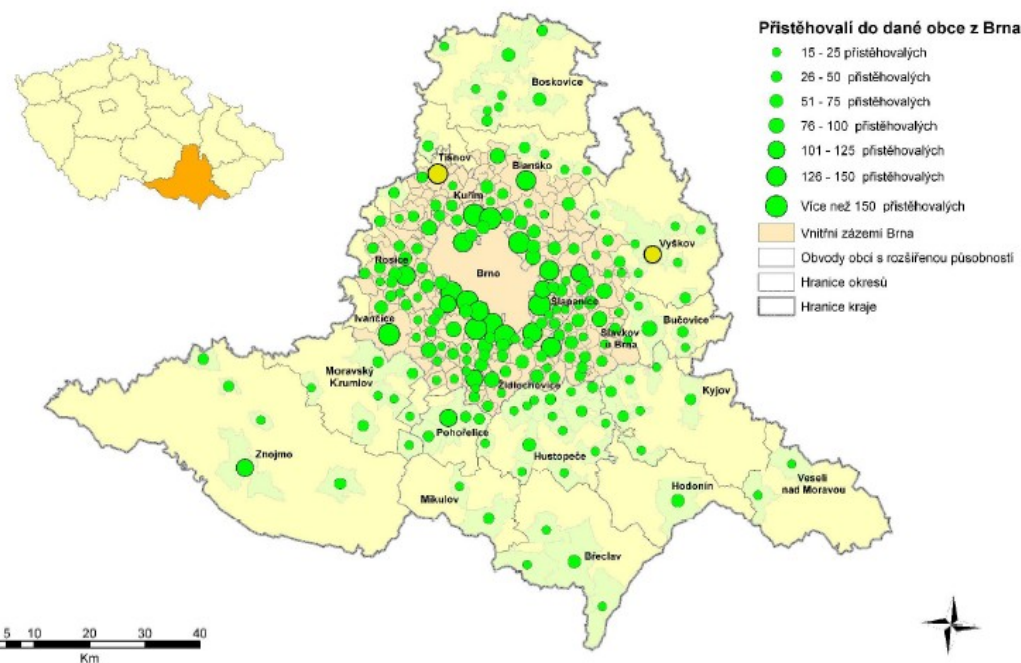 Přistěhovalí do dané obce z Brna
15 - 25 přistěhovalých
26 - 50 přistěhovalých
51 - 75 přistěhovalých
76 - 100 přistěhovalých
101 - 125 přistěhovalých
126 - 150 přistěhovalých
Více než 150 přistěhovalých
Vnitřní zázemí Brna
Obvody obcí s rozšířenou působností
Hranice okresů
Hranice kraje
Boskovice
Tišnov
Blansko
Kuřim
Vyškov
Rosice
Brno
Šlapanice
Ivančice
Bučovice
Slavkov
u Brna
Moravský
Krumlov
Židlochovice
Kyjov
Pohořelice
Znojmo
Hustopeče
Veselí
nad Moravou
Mikulov
Hodonín
Břeclav
5 10 20 30 40
Km